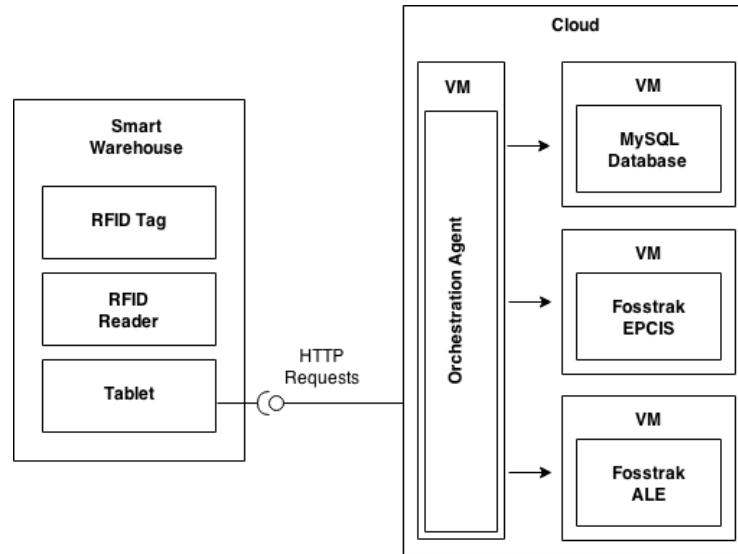 Cloud
Smart
Warehouse
RFID Tag
RFID
Reader
Tablet
HTTP
Requests
VM
Orchestration Agent
VM
MySQL
Database
VM
Fosstrak
EPCIS
VM
Fosstrak
ALE